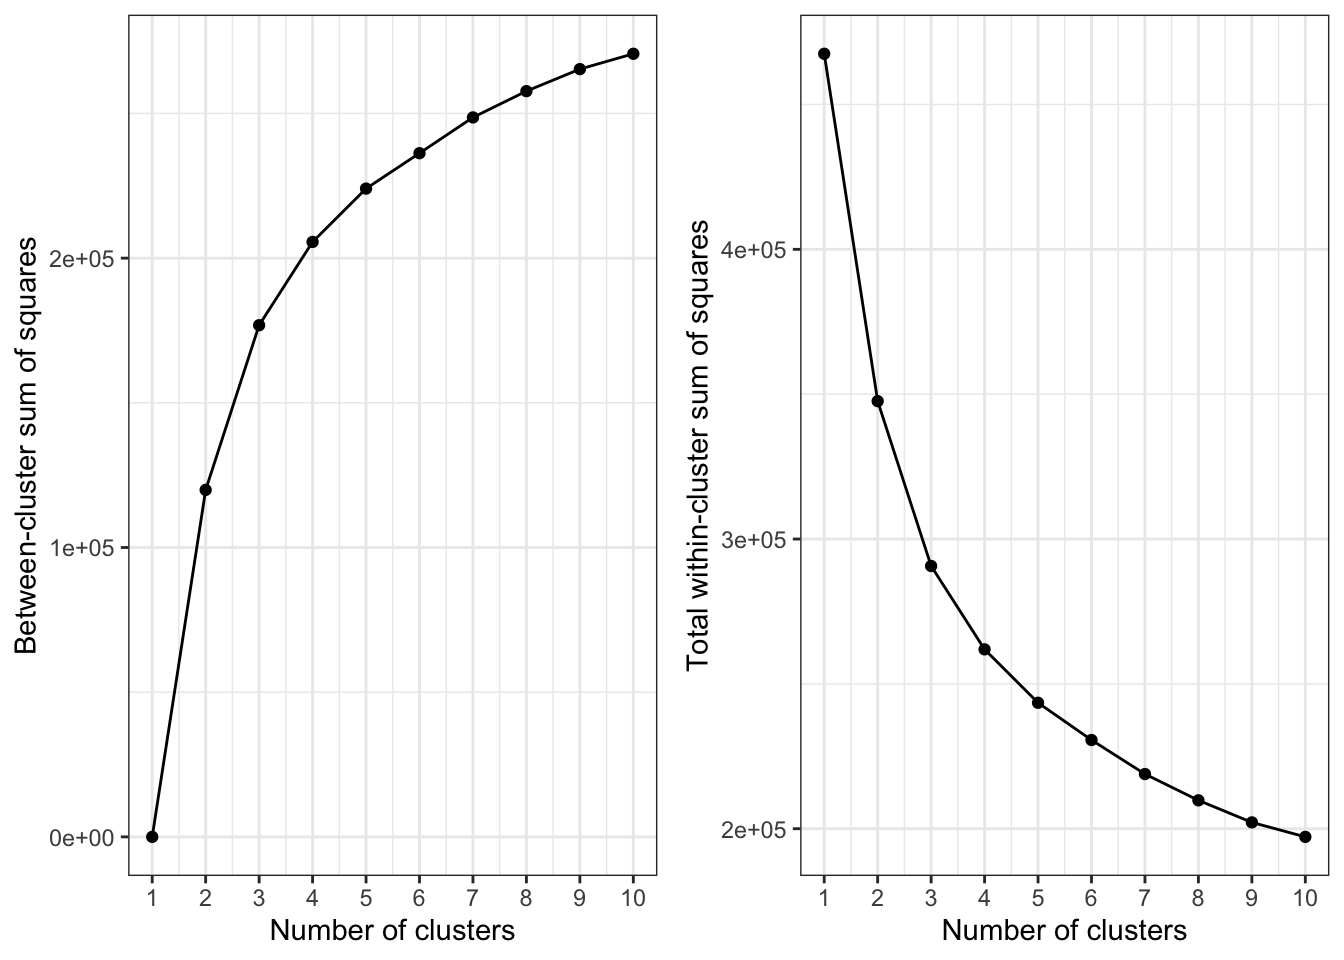 Between-cluster sum of squares
2e+05
1e+05
0e+00
1 2 3 4 5 6 7 8 9 10
Number of clusters
Total within-cluster sum of squares
4e+05
3e+05
2e+05
1 2 3 4 5 6 7 8 9 10
Number of clusters